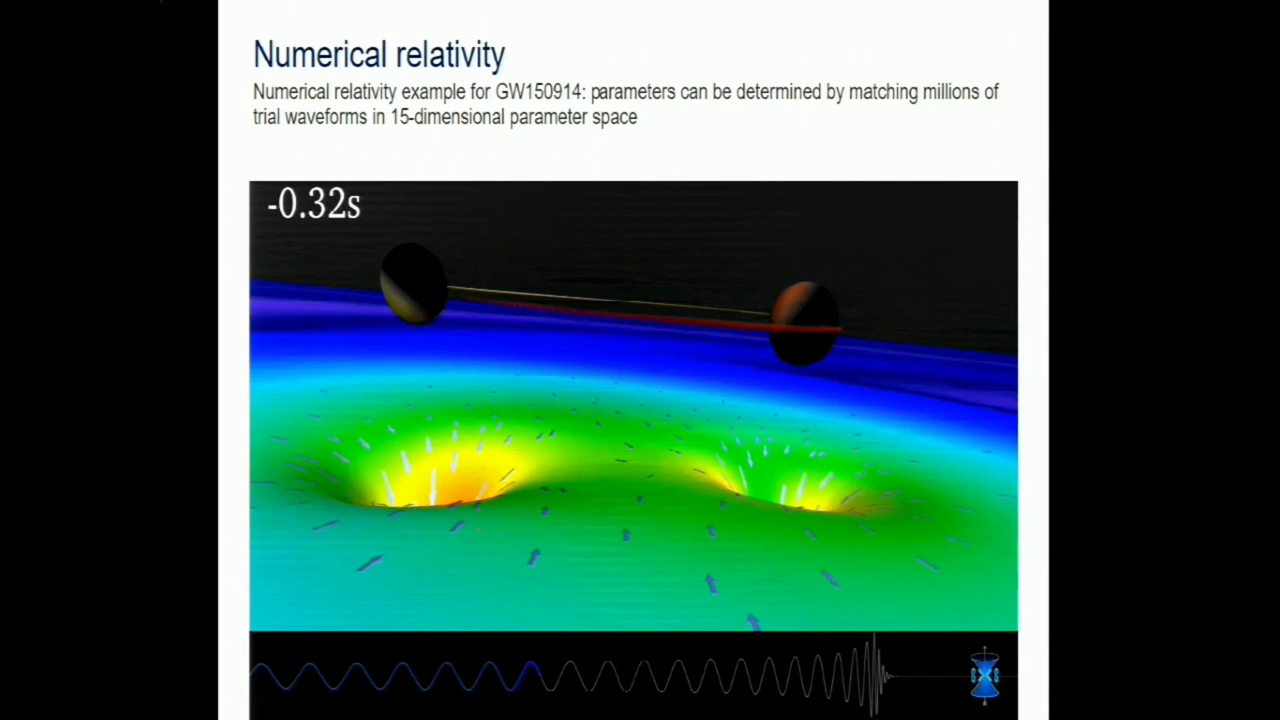 Numerical relativity
Numerical relativity example for GW150914: parameters can be determined by matching millions of
trial waveforms in 15-dimensional parameter space
-0.32s
SXS